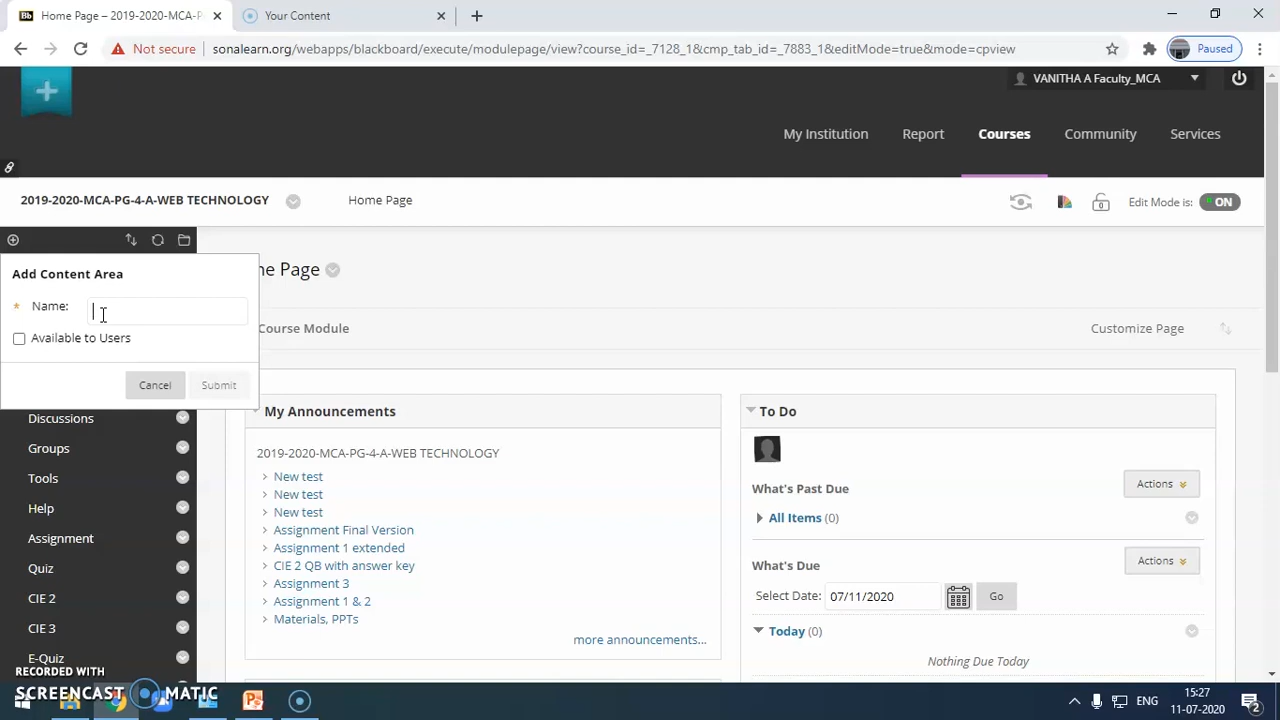 Bb Home Page – 2019-2020-MCA-P
Your Content
Not secure
sonalearn.org/webapps/blackboard/execute/modulepage/view?course_id=_7128_1&cmp_tab_id=_7883_1&editMode=true&mode=cpview
Paused
VANITHA A Faculty_MCA
My Institution
Report
Courses
Community
Services
2019-2020-MCA-PG-4-A-WEB TECHNOLOGY
Home Page
Edit Mode is: ON
Add Content Area
me Page
* Name:
Course Module
Customize Page
Available to Users
Cancel
Submit
My Announcements
To Do
Discussions
Groups
Tools
Help
Assignment
Quiz
CIE 2
CIE 3
E-Quiz
2019-2020-MCA-PG-4-A-WEB TECHNOLOGY
New test
New test
New test
Assignment Final Version
Assignment 1 extended
CIE 2 QB with answer key
Assignment 3
Assignment 1 & 2
Materials, PPTs
more announcements...
What's Past Due
Actions
All Items (0)
What's Due
Actions
Select Date: 07/11/2020 Go
Today (0)
Nothing Due Today
RECORDED WITH
SCREENCAST MATIC
ENG
15:27
11-07-2020
2